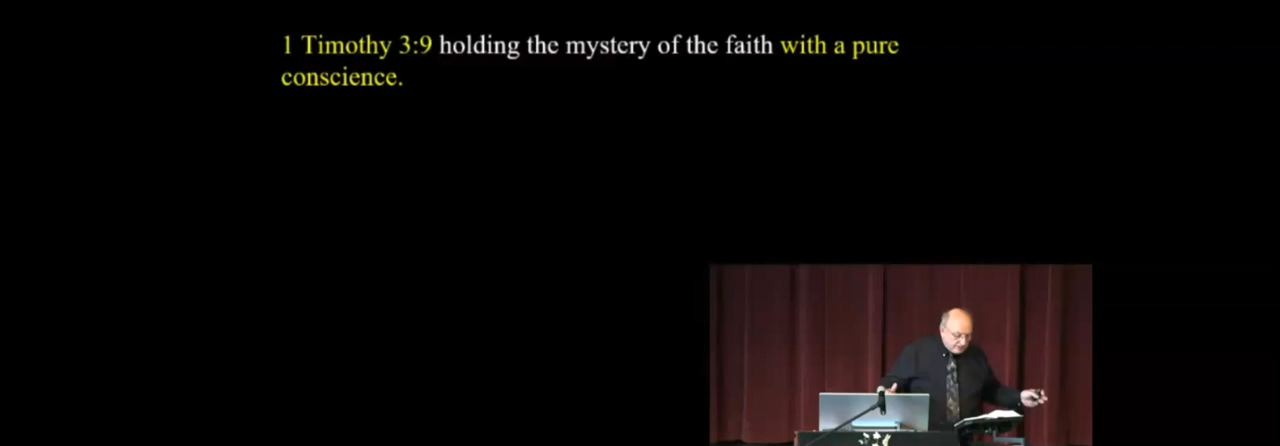 1 Timothy 3:9 holding the mystery of the faith with a pure
conscience.